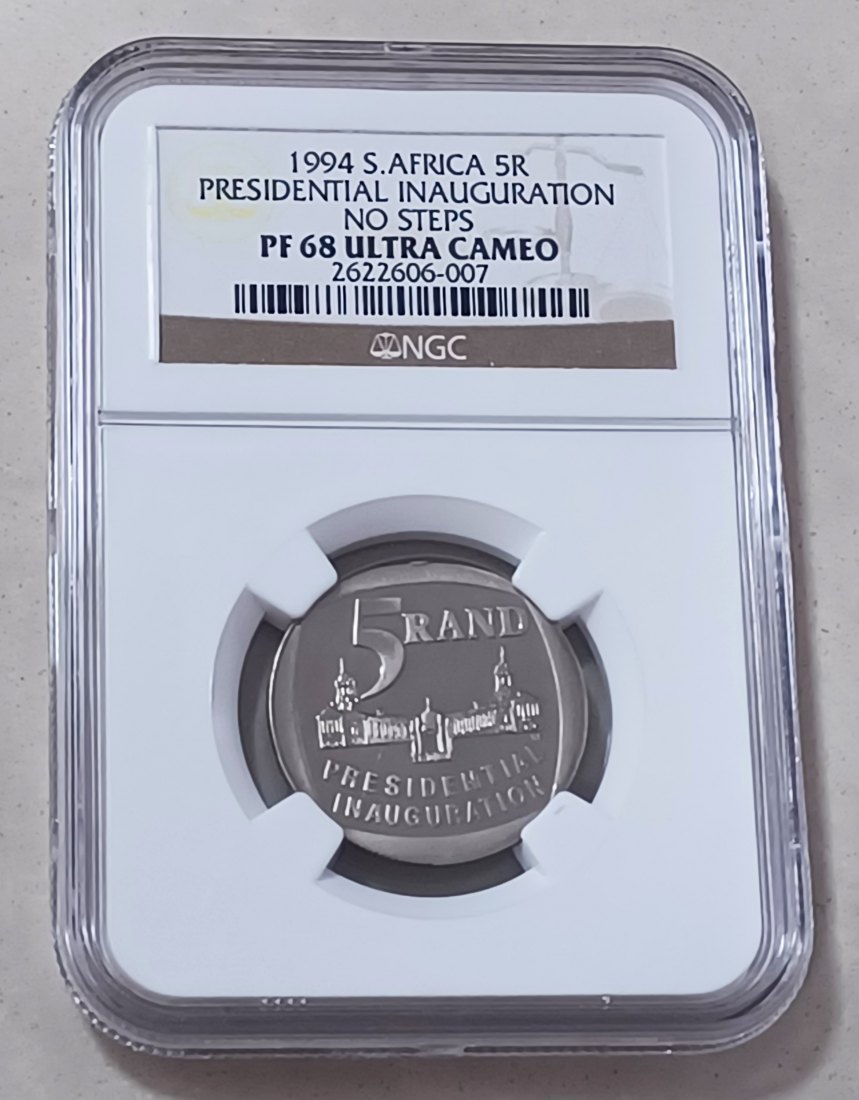 1994 S.AFRICA 5R
PRESIDENTIAL INAUGURATION
NO STEPS
PF 68 ULTRA CAMEO
2622606-007
NGC
5 RAND
PRESIDENTIAL
INAUGURATION